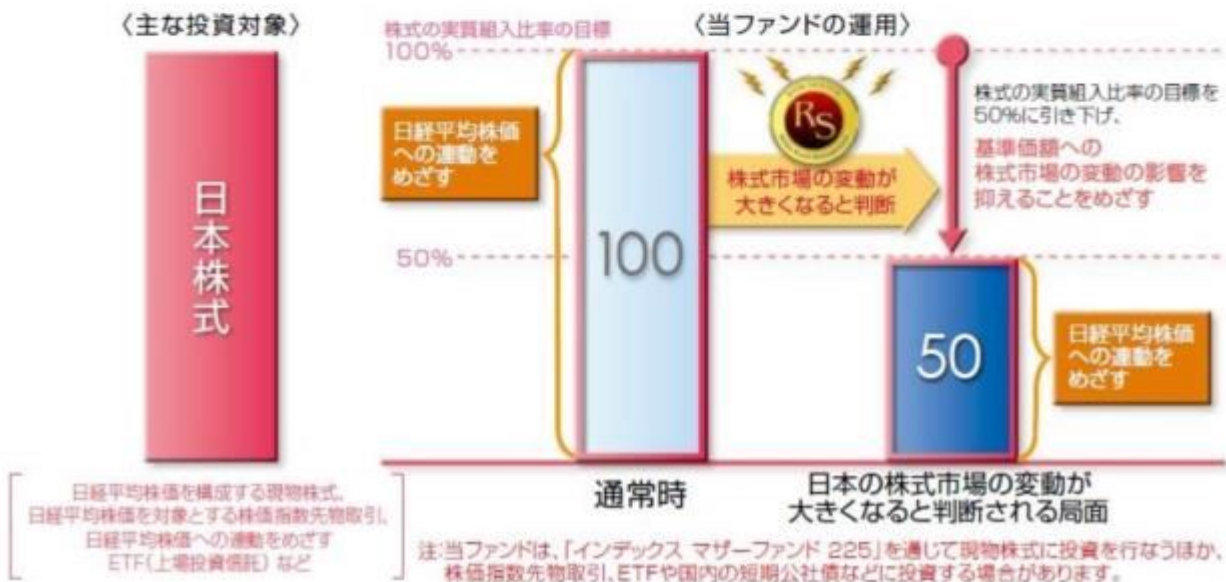 〈主な投資対象〉
日本株式
日経平均株価を構成する現物株式、
日経平均株価を対象とする株価指数先物取引、
日経平均株価への連動をめざす
ETF(上場投資信託) など
〈当ファンドの運用〉
株式の実質組入比率の目標
100%
日経平均株価
への連動を
めざす
50%
100
通常時
RS
株式市場の変動が
大きくなると判断
株式の実質組入比率の目標を
50%に引き下げ、
基準価額への
株式市場の変動の影響を
抑えることをめざす
50
日経平均株価
への連動を
めざす
日本の株式市場の変動が
大きくなると判断される局面
注:当ファンドは、「インデックス マザーファンド 225」を通じて現物株式に投資を行なうほか、
株価指数先物取引、ETFや国内の短期公社債などに投資する場合があります。